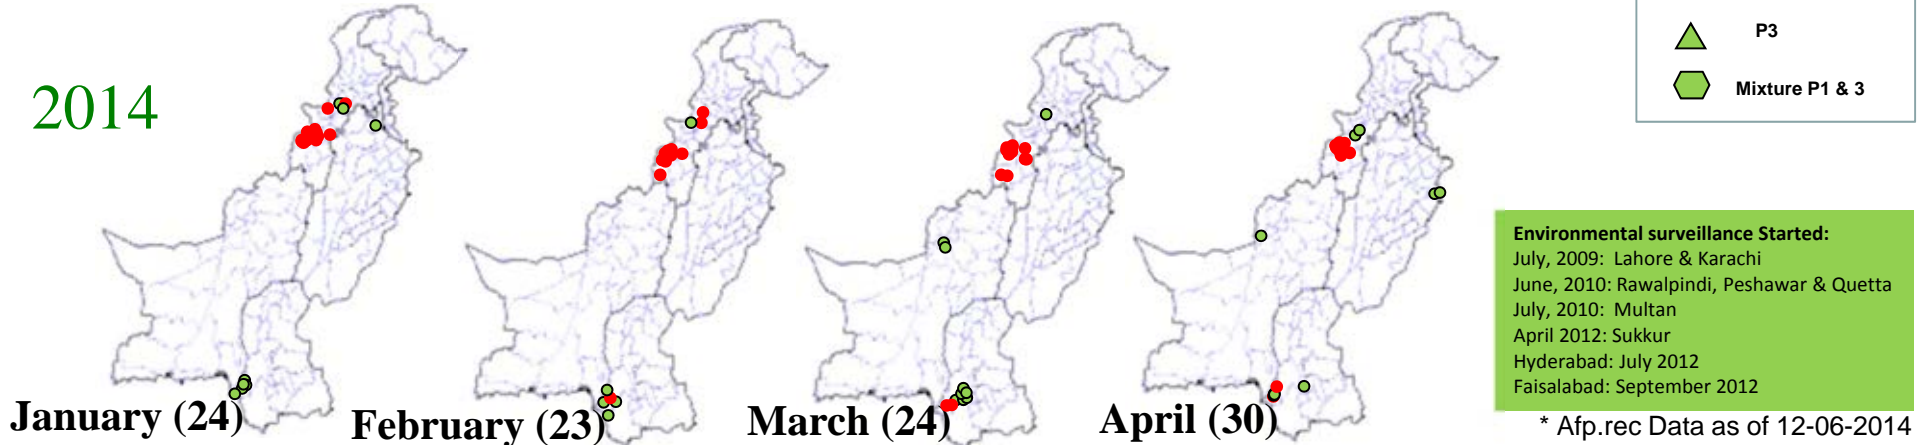 2014
P3
Mixture P1 & 3
Environmental surveillance Started:
July, 2009: Lahore & Karachi
June, 2010: Rawalpindi, Peshawar & Quetta
July, 2010: Multan
April 2012: Sukkur
Hyderabad: July 2012
Faisalabad: September 2012
January (24)
February (23)
March (24)
April (30)
* Afp.rec Data as of 12-06-2014